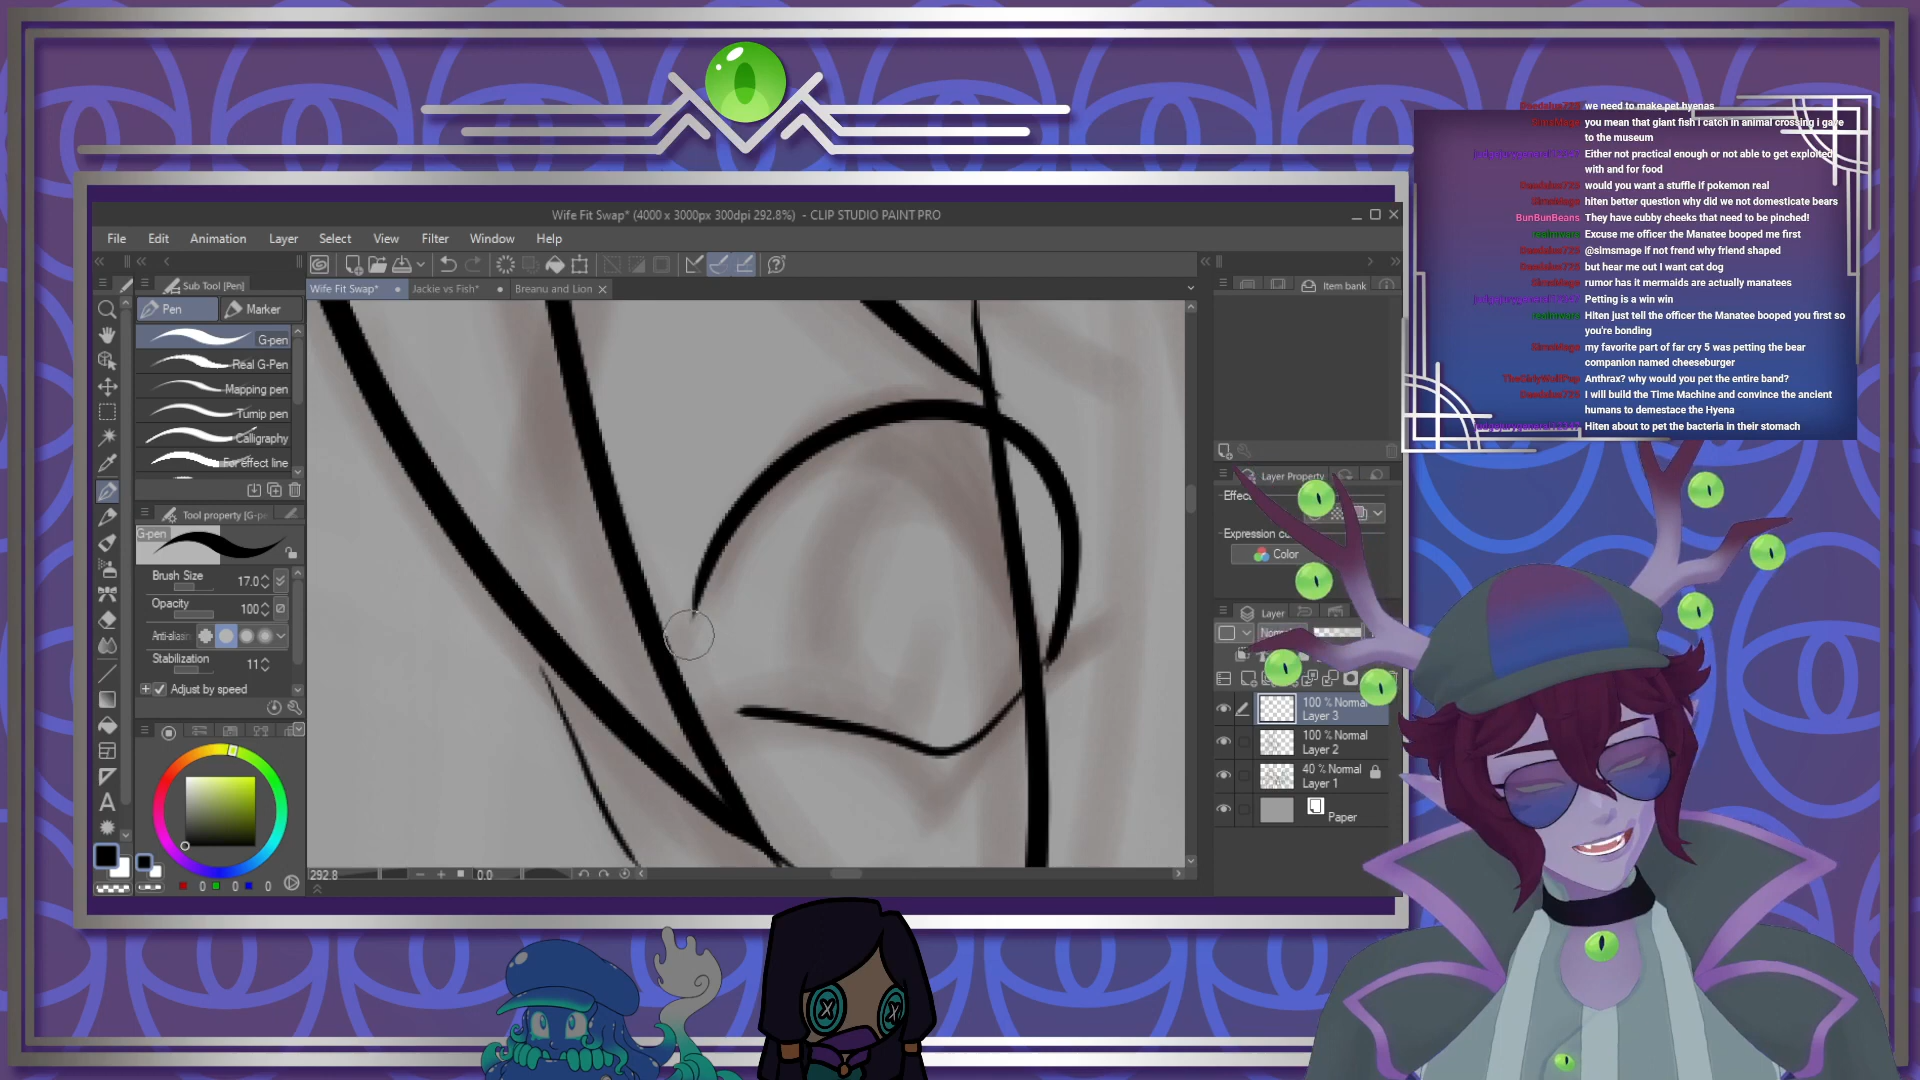 Wife Fit Swap* (4000 x 3000px 300dpi 292.8%) - CLIP STUDIO PAINT PRO
File Edit Animation Layer Select View Filter Window Help
Sub Tool [Pen]
Wife Fit Swap* Jackie vs Fish* Breanu and Lion
Item bank
Pen Marker
G-pen
Real G-Pen
Mapping pen
Turnip pen
Calligraphy
For effect line
Tool property [G-pe
G-pen
Brush Size 17.0
Opacity 100
Anti-aliasin
Stabilization 11
Adjust by speed
0 0 0
292.8 0.0
Layer Property
Effec
Expression co
Color
Layer
Norm
100 % Normal
Layer 3
100 % Normal
Layer 2
40 % Normal
Layer 1
Paper
we need to make pet hyenas
you mean that giant fish i catch in animal crossing i gave
to the museum
Either not practical enough or not able to get exploited
with and for food
would you want a stuffle if pokemon real
hiten better question why did we not domesticate bears
BunBunBeans They have cubby cheeks that need to be pinched!
Excuse me officer the Manatee booped me first
@simsmage if not frend why friend shaped
but hear me out I want cat dog
rumor has it mermaids are actually manatees
Petting is a win win
Hiten just tell the officer the Manatee booped you first so
you're bonding
my favorite part of far cry 5 was petting the bear
companion named cheeseburger
Anthrax? why would you pet the entire band?
I will build the Time Machine and convince the ancient
humans to demestace the Hyena
Hiten about to pet the bacteria in their stomach